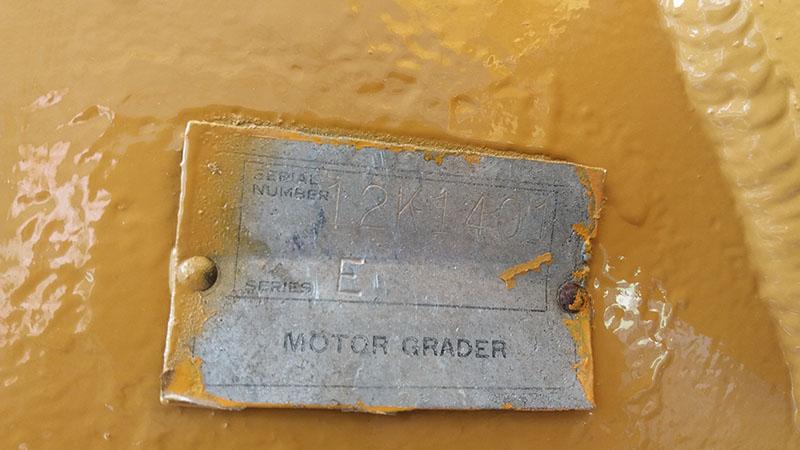 SERIAL
NUMBER 12K1401
SERIES E
MOTOR GRADER